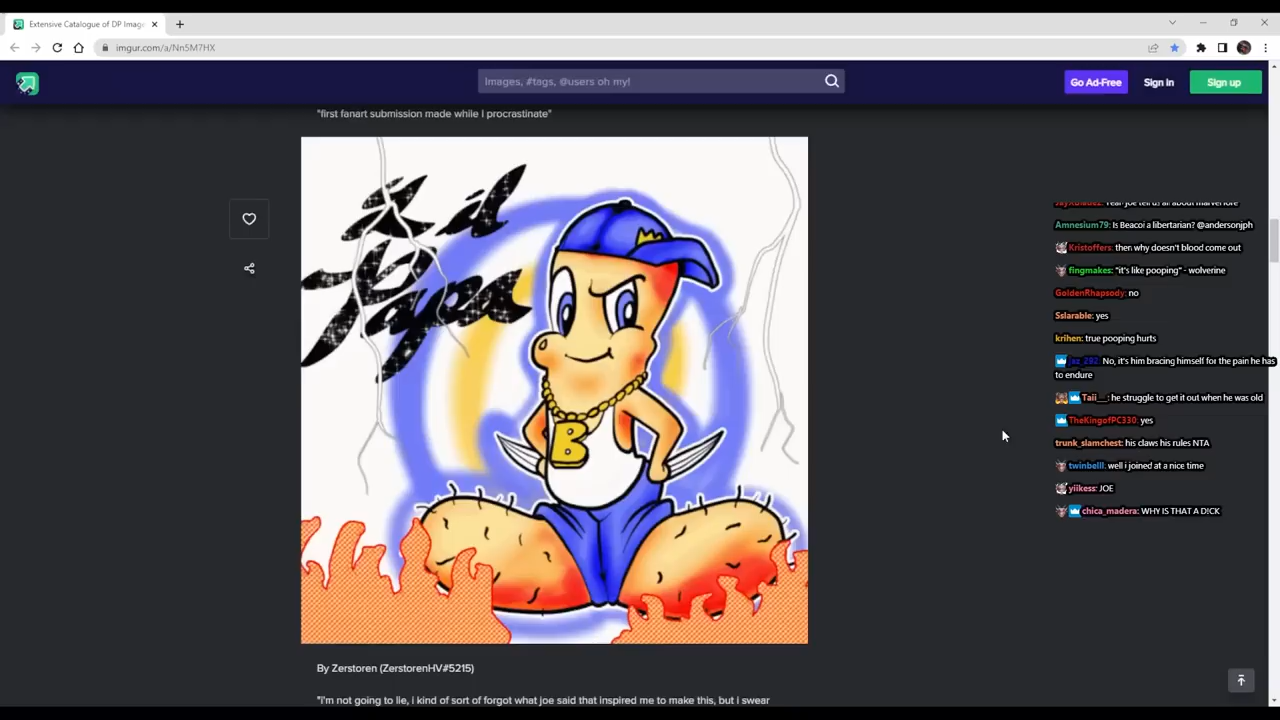 Extensive Catalogue of DP Imag
imgur.com/a/Nn5M7HX
Images, #tags, @users oh my!
Go Ad-Free
Sign in
Sign up
"first fanart submission made while I procrastinate"
B
By Zerstoren (ZerstorenHV#5215)
"I'm not going to lie, i kind of sort of forgot what joe said that inspired me to make this, but i swear
Amnesium79: Is Beacoi a libertarian? @andersonjph
Kristoffers: then why doesn't blood come out
fingmakes: "it's like pooping" - wolverine
GoldenRhapsody: no
Sslarable: yes
krihen: true pooping hurts
jxz_292: No, it's him bracing himself for the pain he has
to endure
Taii__: he struggle to get it out when he was old
TheKingofPC330: yes
trunk_slamchest: his claws his rules NTA
twinbelll: well i joined at a nice time
yiikess: JOE
chica_madera: WHY IS THAT A D!CK